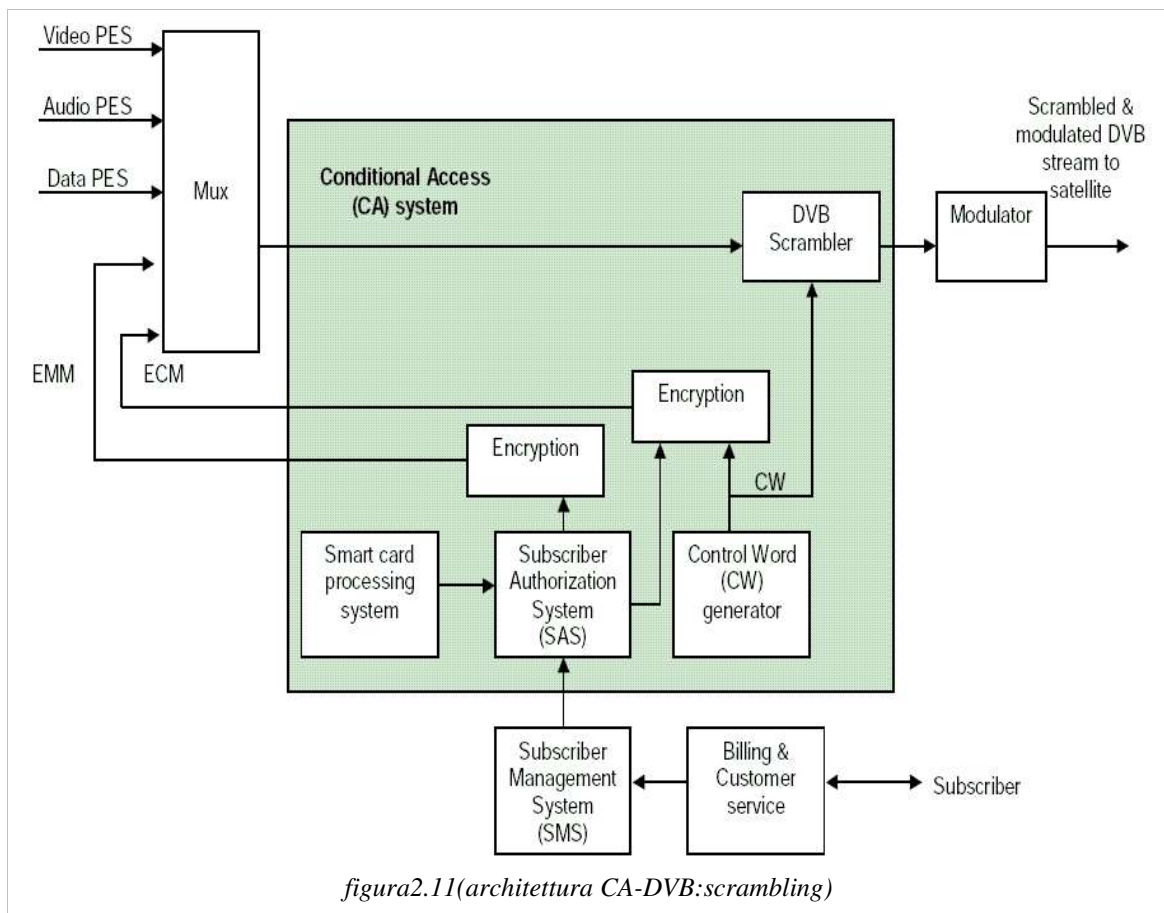 Video PES
Audio PES
Data PES
Mux
Conditional Access
(CA) system
DVB
Scrambler
Modulator
Scrambled &
modulated DVB
stream to
satellite
EMM
ECM
Encryption
Encryption
CW
Smart card
processing
system
Subscriber
Authorization
System
(SAS)
Control Word
(CW)
generator
Subscriber
Management
System
(SMS)
Billing &
Customer
service
Subscriber
figura2.11(architettura CA-DVB:scrambling)